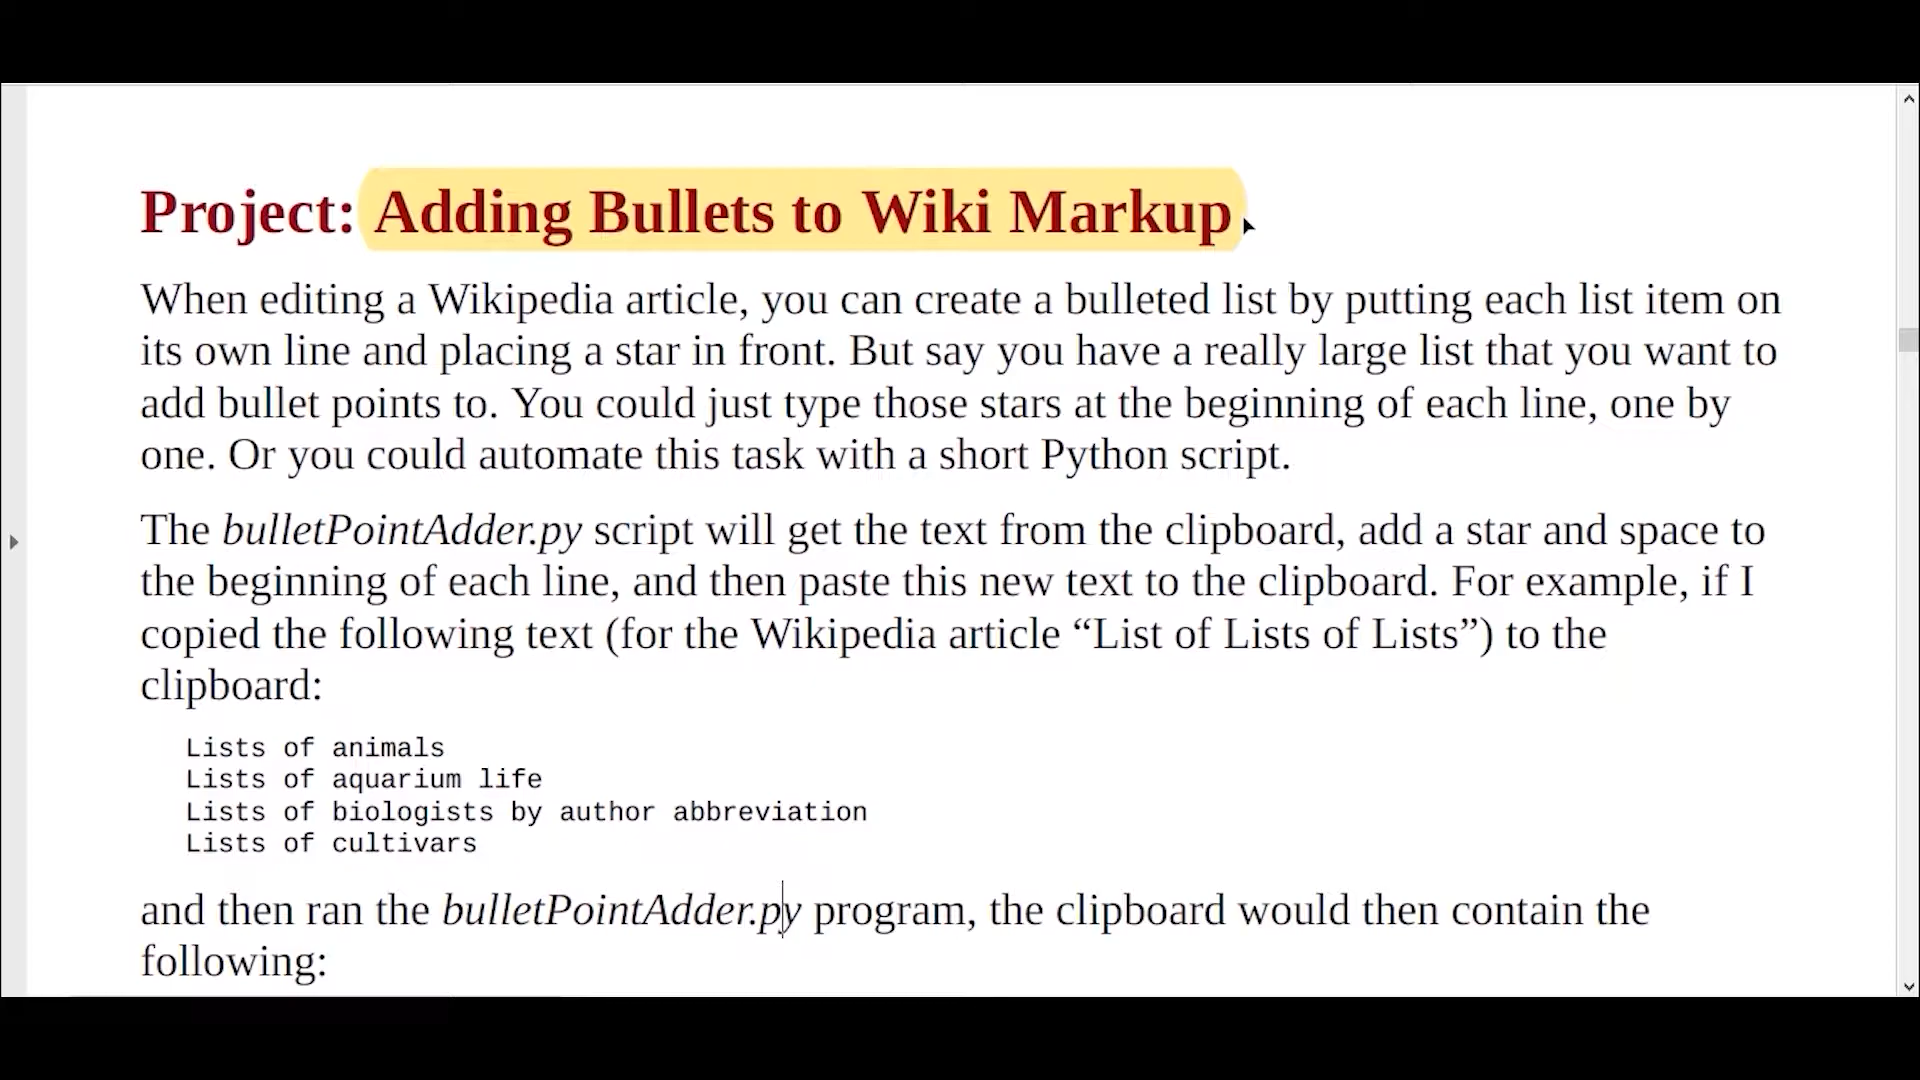 Project: Adding Bullets to Wiki Markup
When editing a Wikipedia article, you can create a bulleted list by putting each list item on
its own line and placing a star in front. But say you have a really large list that you want to
add bullet points to. You could just type those stars at the beginning of each line, one by
one. Or you could automate this task with a short Python script.
The bulletPointAdder.py script will get the text from the clipboard, add a star and space to
the beginning of each line, and then paste this new text to the clipboard. For example, if I
copied the following text (for the Wikipedia article “List of Lists of Lists”) to the
clipboard:
Lists of animals
Lists of aquarium life
Lists of biologists by author abbreviation
Lists of cultivars
and then ran the bulletPointAdder.py program, the clipboard would then contain the
following: